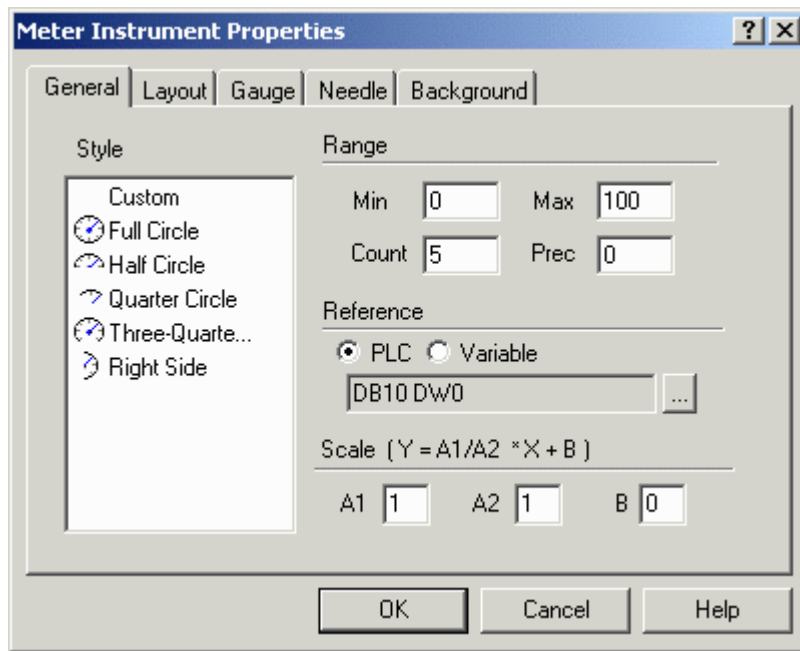 Meter Instrument Properties
General Layout Gauge Needle Background
Style
Custom
Full Circle
Half Circle
Quarter Circle
Three-Quarte...
Right Side
Range
Min 0 Max 100
Count 5 Prec 0
Reference
PLC Variable
DB10 DW0 ...
Scale ( Y = A1/A2 *X + B )
A1 1 A2 1 B 0
OK Cancel Help